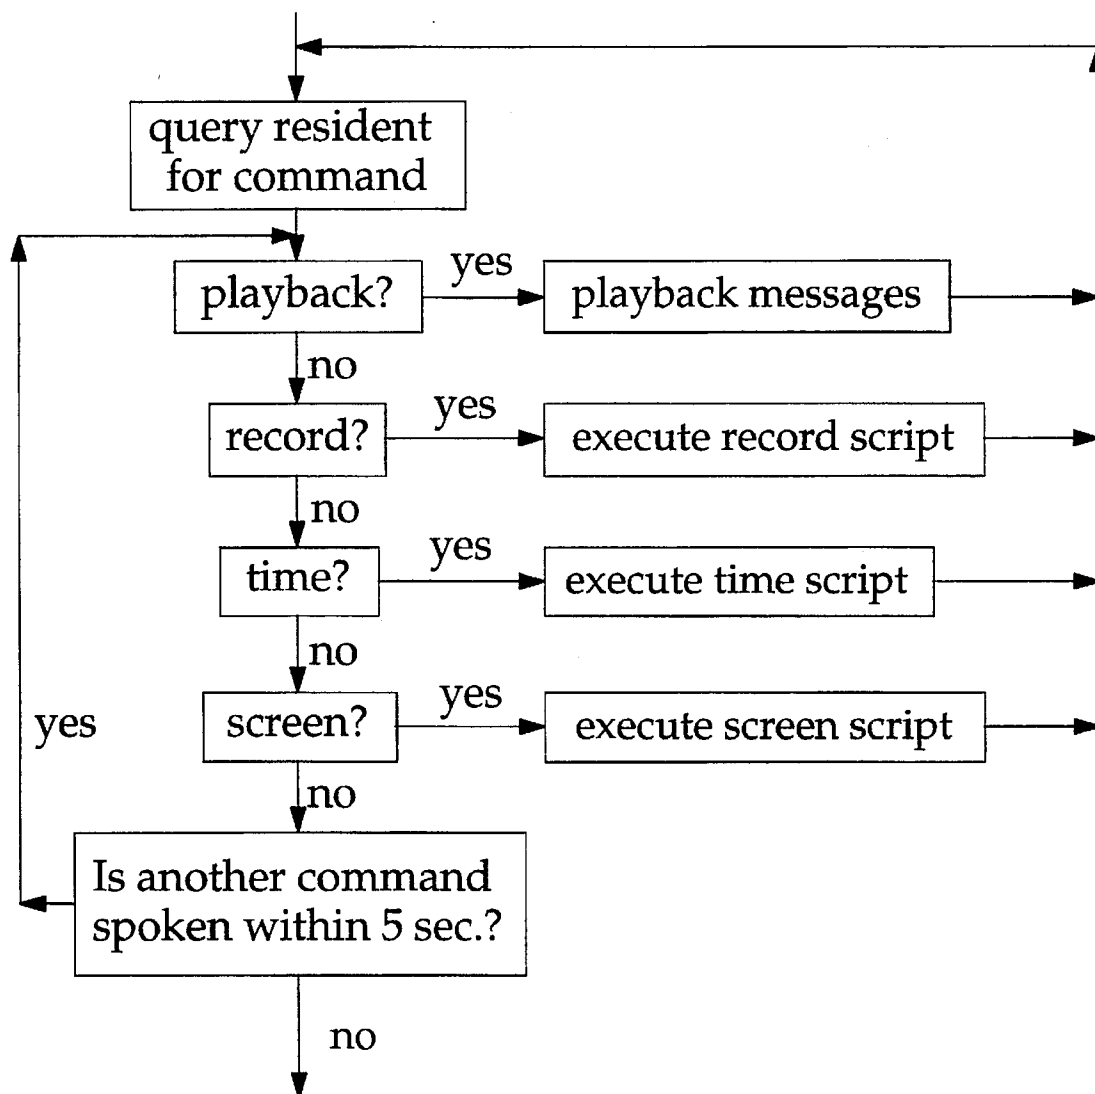 query resident
for command
playback?
yes
playback messages
no
record?
yes
execute record script
no
time?
yes
execute time script
no
screen?
yes
execute screen script
yes
no
Is another command
spoken within 5 sec.?
no